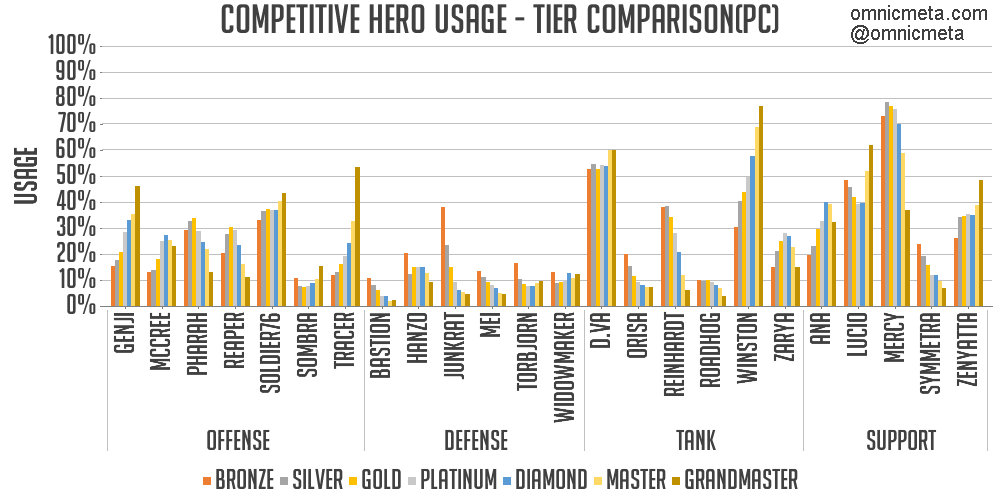 COMPETITIVE HERO USAGE - TIER COMPARISON(PC)
omnicmeta.com
@omnicmeta
USAGE
100%
90%
80%
70%
60%
50%
40%
30%
20%
10%
0%
GENJI
MCCREE
PHARAH
REAPER
SOLDIER76
SOMBRA
TRACER
BASTION
HANZO
JUNKRAT
MEI
TORBJORN
WIDOWMAKER
D.VA
ORISA
REINHARDT
ROADHOG
WINSTON
ZARYA
ANA
LUCIO
MERCY
SYMMETRA
ZENYATTA
OFFENSE DEFENSE TANK SUPPORT
BRONZE SILVER GOLD PLATINUM DIAMOND MASTER GRANDMASTER